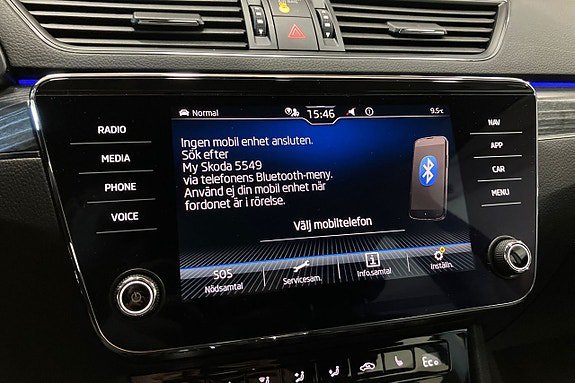 RADIO
MEDIA
PHONE
VOICE
Normal
15:46
9.5°C
Ingen mobil enhet ansluten.
Sök efter
My Skoda 5549
via telefonens Bluetooth-meny.
Använd ej din mobil enhet när
fordonet är i rörelse.
Välj mobiltelefon
SOS
Nödsamtal
Servicesam.
Info.samtal
Inställn.
NAV
APP
CAR
MENU